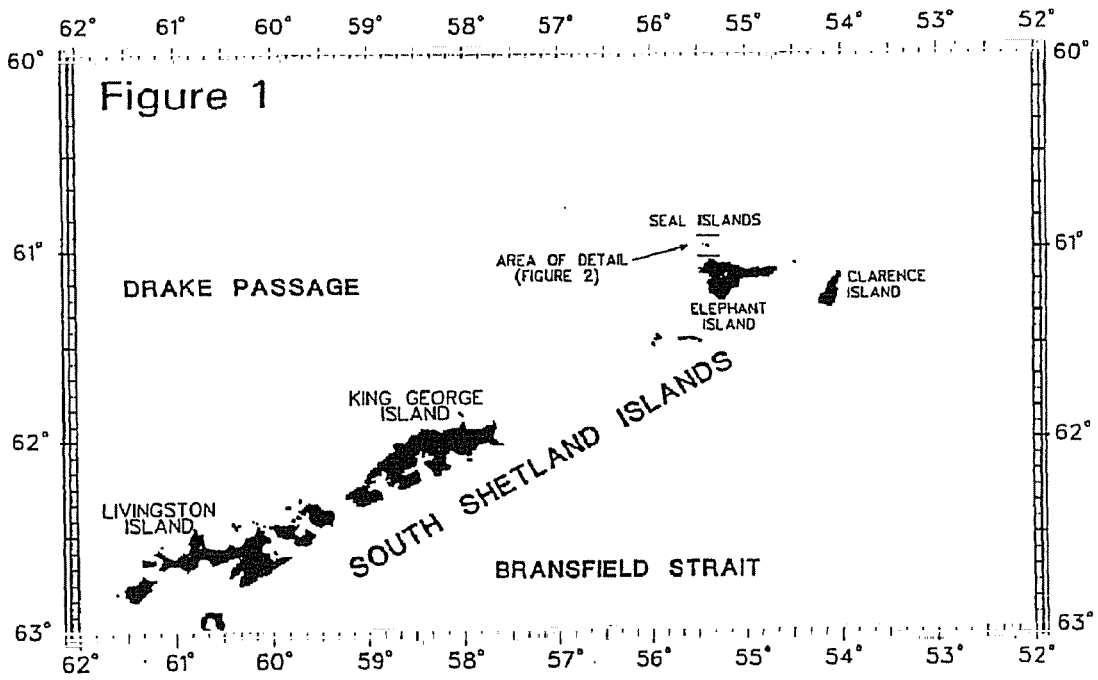 62° 61° 60° 59° 58° 57° 56° 55° 54° 53° 52°
60° 60°
Figure 1
SEAL ISLANDS
61° 61°
AREA OF DETAIL
(FIGURE 2)
DRAKE PASSAGE
CLARENCE
ISLAND
ELEPHANT
ISLAND
KING GEORGE
ISLAND
62° 62°
SOUTH SHETLAND ISLANDS
LIVINGSTON
ISLAND
BRANSFIELD STRAIT
63° 63°
62° 61° 60° 59° 58° 57° 56° 55° 54° 53° 52°